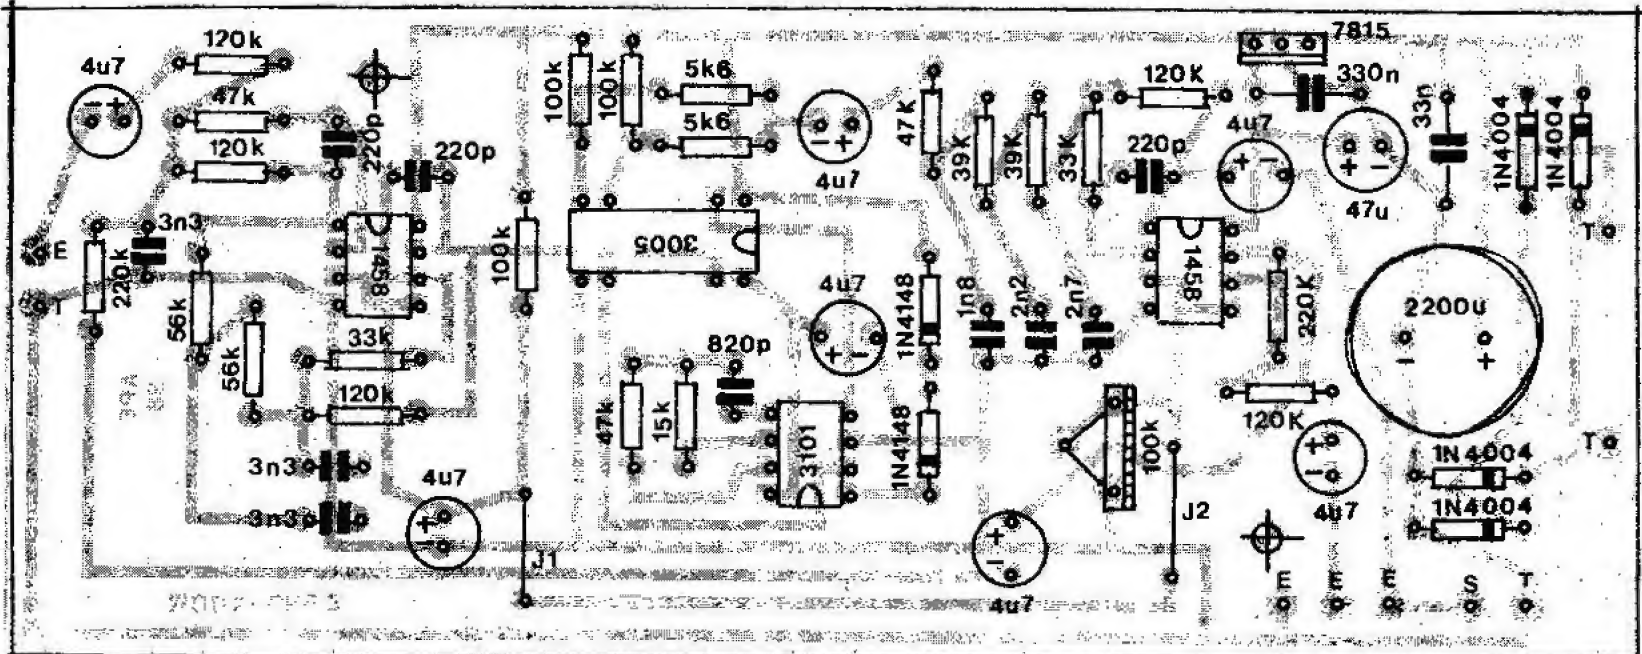 120k
4u7
- +
47k
120k
220p
220p
100k
100k
5k6
5k6
4u7
- +
47K
39K
39K
33K
120K
220p
7815
330n
4u7
+ -
47u
+ -
33n
1N4004
1N4004
E
T
220k
3n3
56k
56k
1458
33k
120k
3n3
3n3
4u7
+
-
100k
3005
4u7
+ -
820p
47k
15k
3101
1N4148
1N4148
1n8
2n2
2n7
1458
220K
120K
2200u
- +
T
T
100k
4u7
+
-
1N4004
1N4004
J1
J2
4u7
+
-
E
E
E
S
T